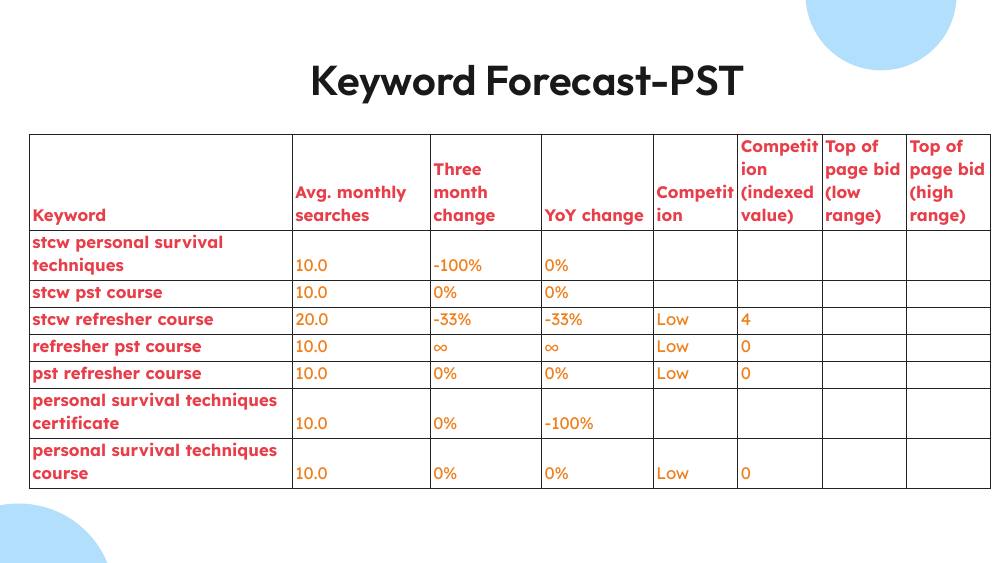 Keyword Forecast-PST
Keyword | Avg. monthly searches | Three month change | YoY change | Competition | Competition (indexed value) | Top of page bid (low range) | Top of page bid (high range)
stcw personal survival techniques | 10.0 | -100% | 0% | | | |
stcw pst course | 10.0 | 0% | 0% | | | |
stcw refresher course | 20.0 | -33% | -33% | Low | 4 | |
refresher pst course | 10.0 | ∞ | ∞ | Low | 0 | |
pst refresher course | 10.0 | 0% | 0% | Low | 0 | |
personal survival techniques certificate | 10.0 | 0% | -100% | | | |
personal survival techniques course | 10.0 | 0% | 0% | Low | 0 | |